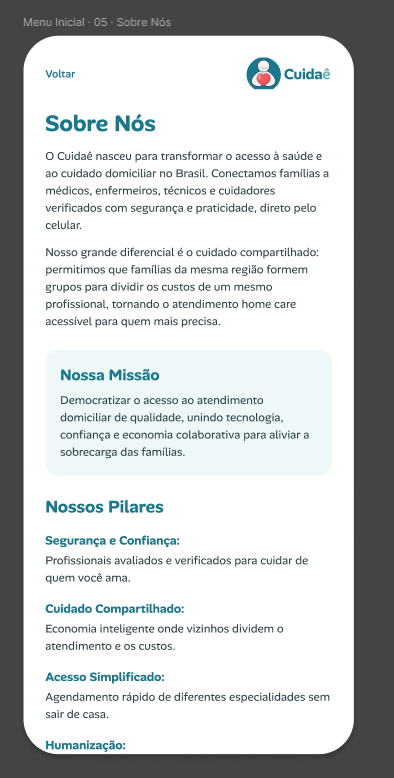 Menu Inicial - 05 - Sobre Nós
Voltar
Cuidaê
Sobre Nós
O Cuidaê nasceu para transformar o acesso à saúde e
ao cuidado domiciliar no Brasil. Conectamos famílias a
médicos, enfermeiros, técnicos e cuidadores
verificados com segurança e praticidade, direto pelo
celular.
Nosso grande diferencial é o cuidado compartilhado:
permitimos que famílias da mesma região formem
grupos para dividir os custos de um mesmo
profissional, tornando o atendimento home care
acessível para quem mais precisa.
Nossa Missão
Democratizar o acesso ao atendimento
domiciliar de qualidade, unindo tecnologia,
confiança e economia colaborativa para aliviar a
sobrecarga das famílias.
Nossos Pilares
Segurança e Confiança:
Profissionais avaliados e verificados para cuidar de
quem você ama.
Cuidado Compartilhado:
Economia inteligente onde vizinhos dividem o
atendimento e os custos.
Acesso Simplificado:
Agendamento rápido de diferentes especialidades sem
sair de casa.
Humanização: